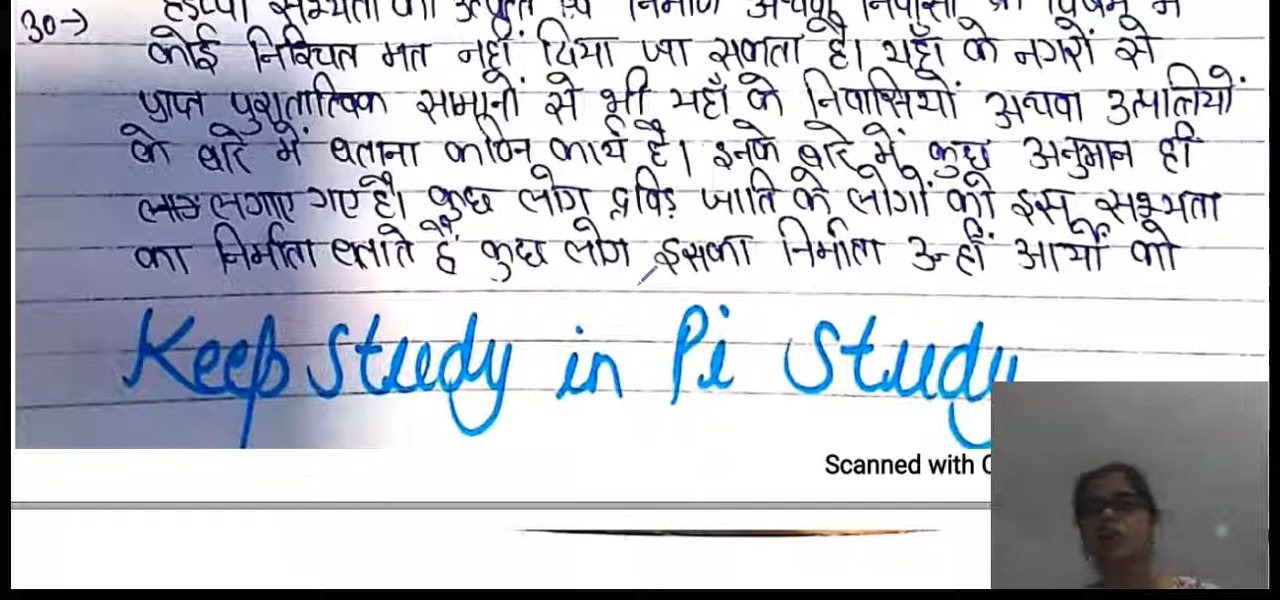 30→) हड़प्पा सभ्यता की उत्पत्ति एवं निर्माण अथवा निवासी के विषय में
कोई निश्चित मत नहीं दिया जा सकता है। यहाँ के नगरों से
प्राप्त पुरातात्विक सामानों से भी यहाँ के निवासियों अथवा उत्पत्तियों
के बारे में बताना कठिन कार्य है। इनके बारे में कुछ अनुमान ही
लगाए गए है। कुछ लोग द्रविड़ जाति के लोगों को इस सभ्यता
का निर्माता बताते हैं कुछ लोग इसका निर्माता उन्हीं आर्यों को
Keep study in Pi Study
Scanned with